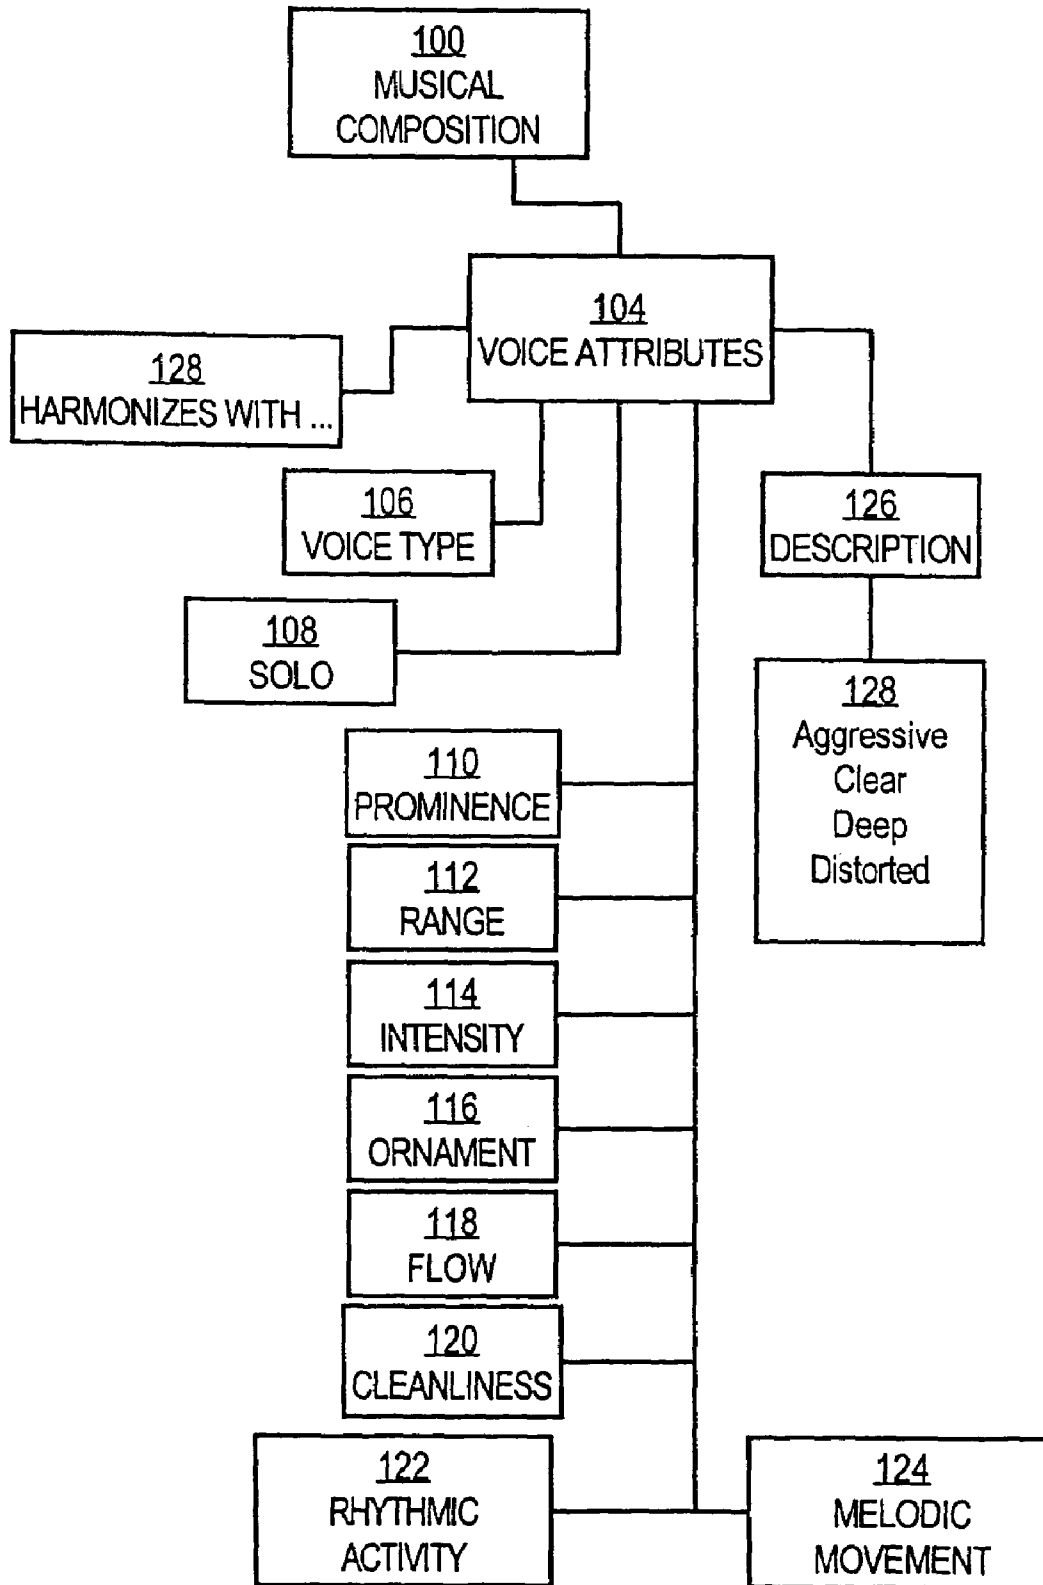 100
MUSICAL
COMPOSITION
104
VOICE ATTRIBUTES
128
HARMONIZES WITH ...
106
VOICE TYPE
126
DESCRIPTION
108
SOLO
128
Aggressive
Clear
Deep
Distorted
110
PROMINENCE
112
RANGE
114
INTENSITY
116
ORNAMENT
118
FLOW
120
CLEANLINESS
122
RHYTHMIC
ACTIVITY
124
MELODIC
MOVEMENT